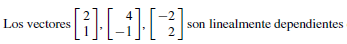 Los vectores [2 1], [4 -1], [-2 2] son linealmente dependientes